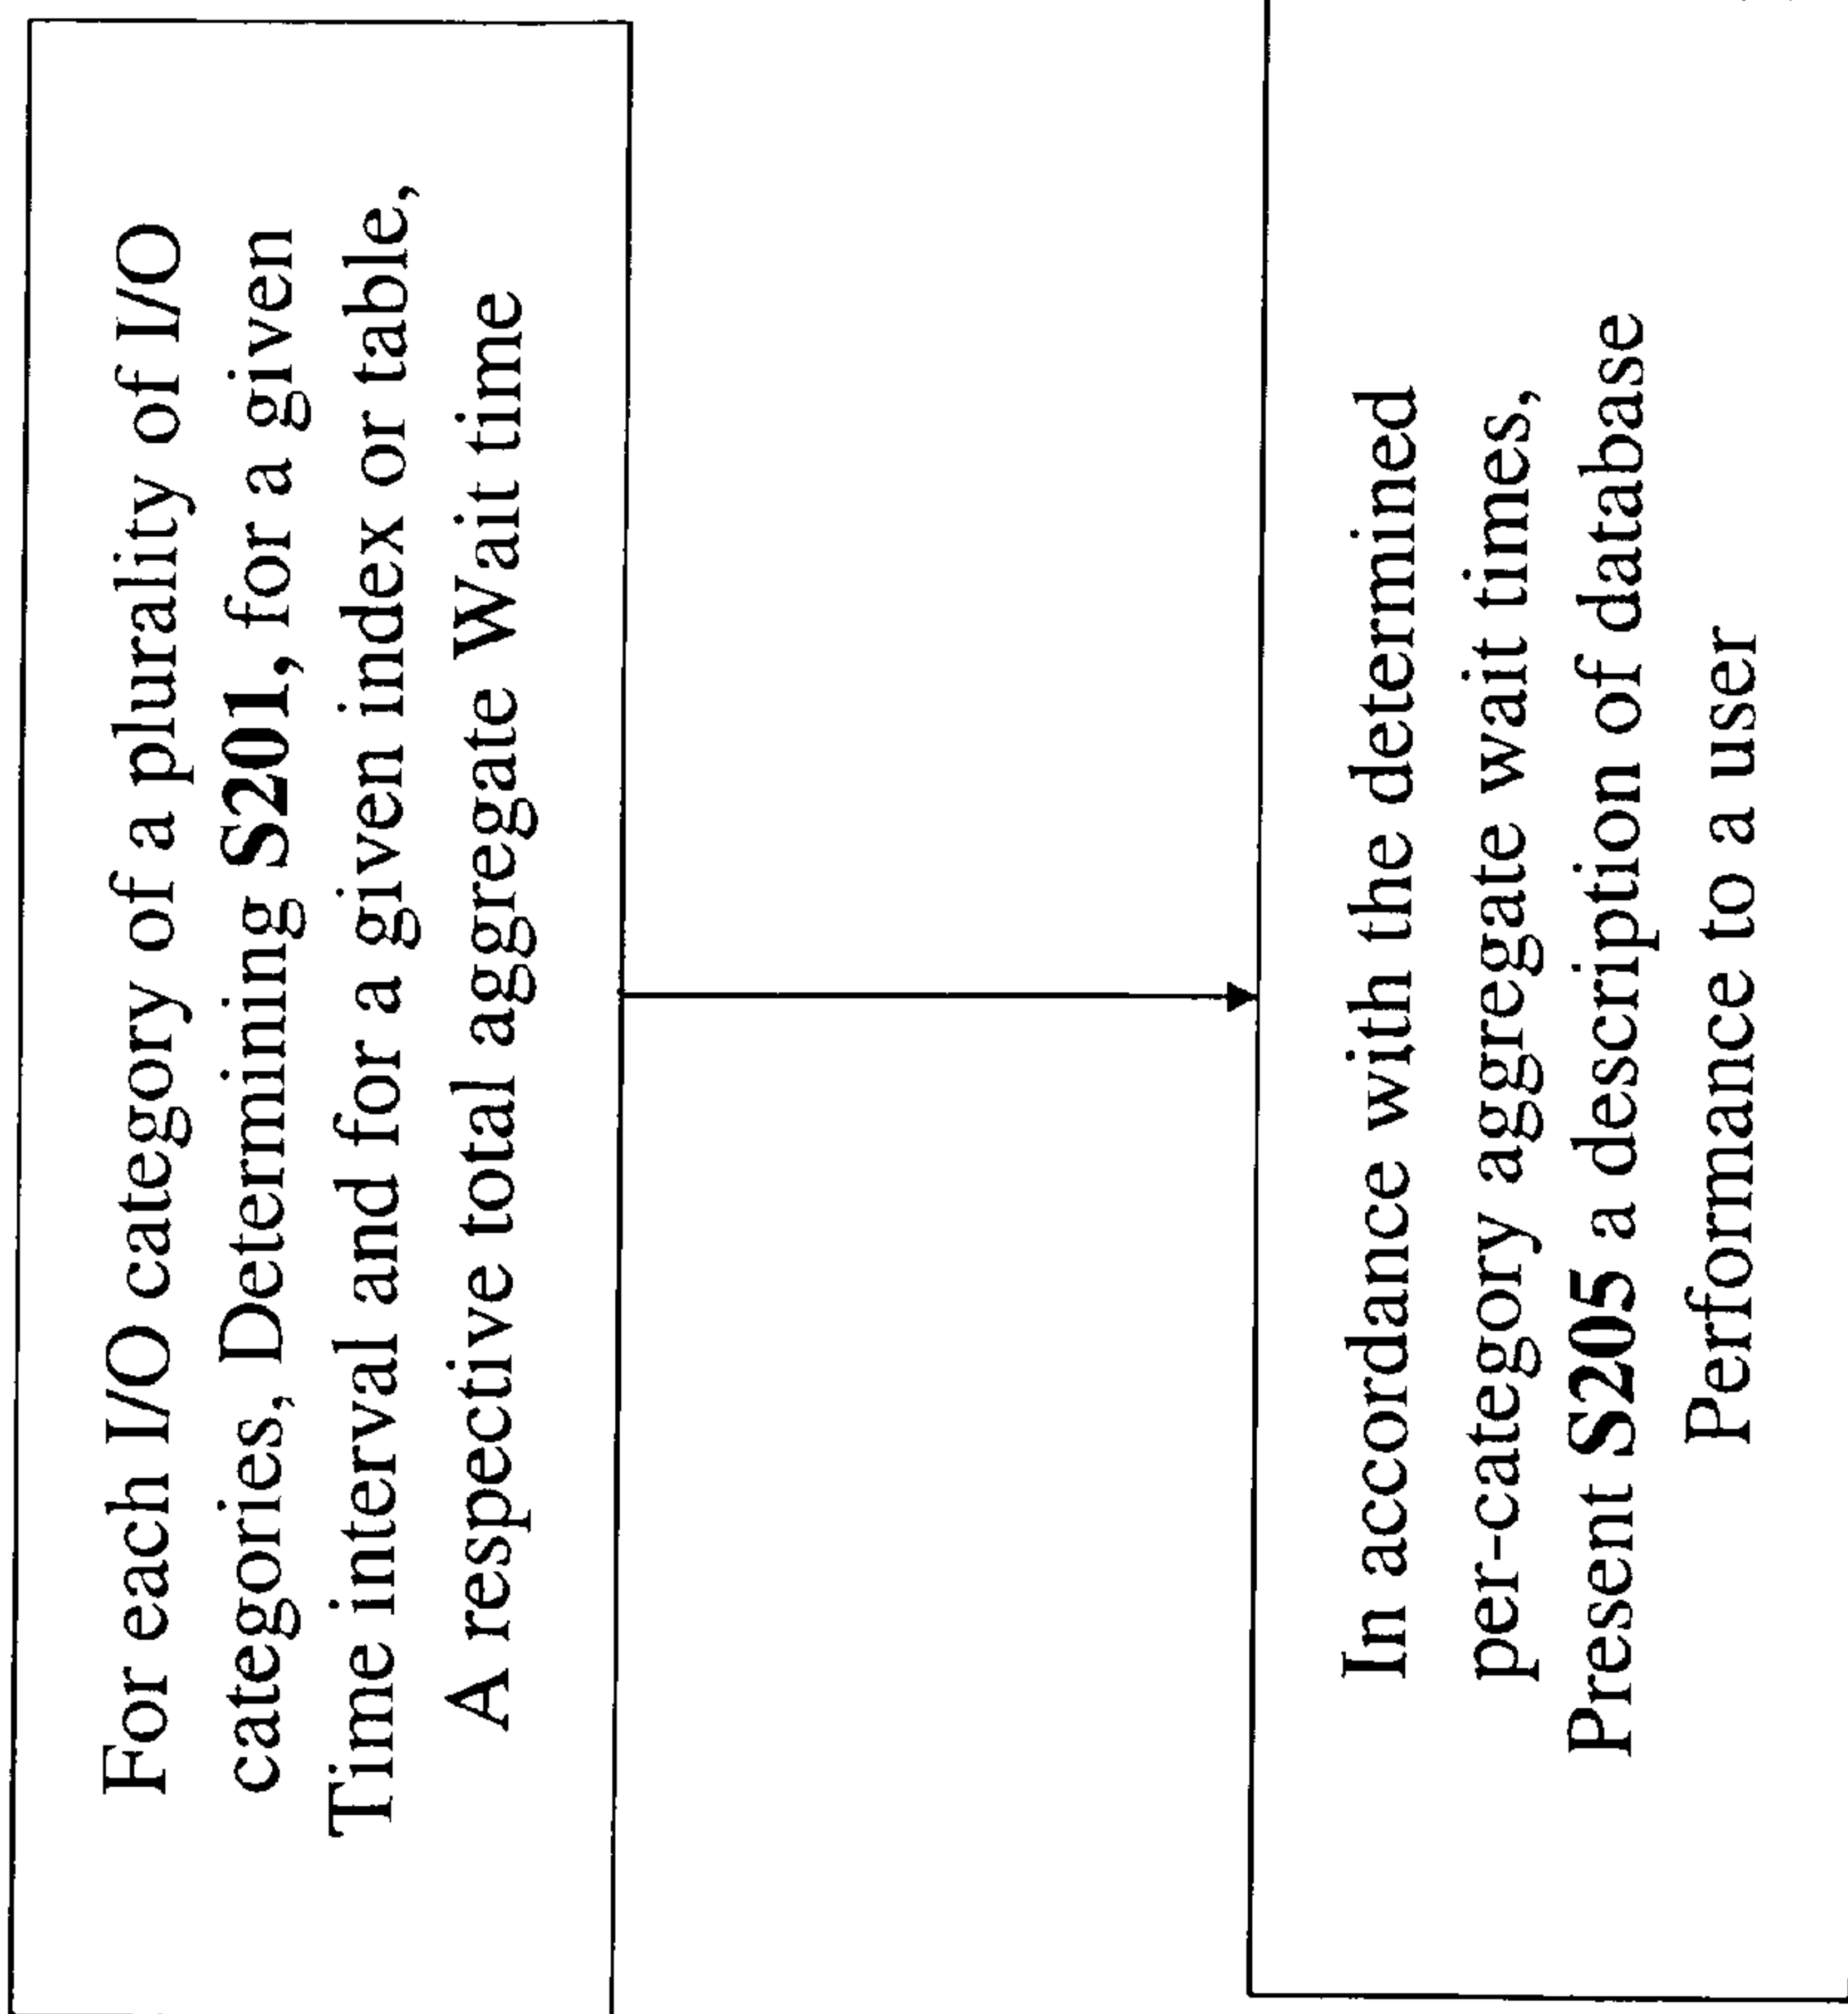 For each I/O category of a plurality of I/O
categories, Determining S201, for a given
Time interval and for a given index or table,
A respective total aggregate Wait time
In accordance with the determined
per-category aggregate wait times,
Present S205 a description of database
Performance to a user